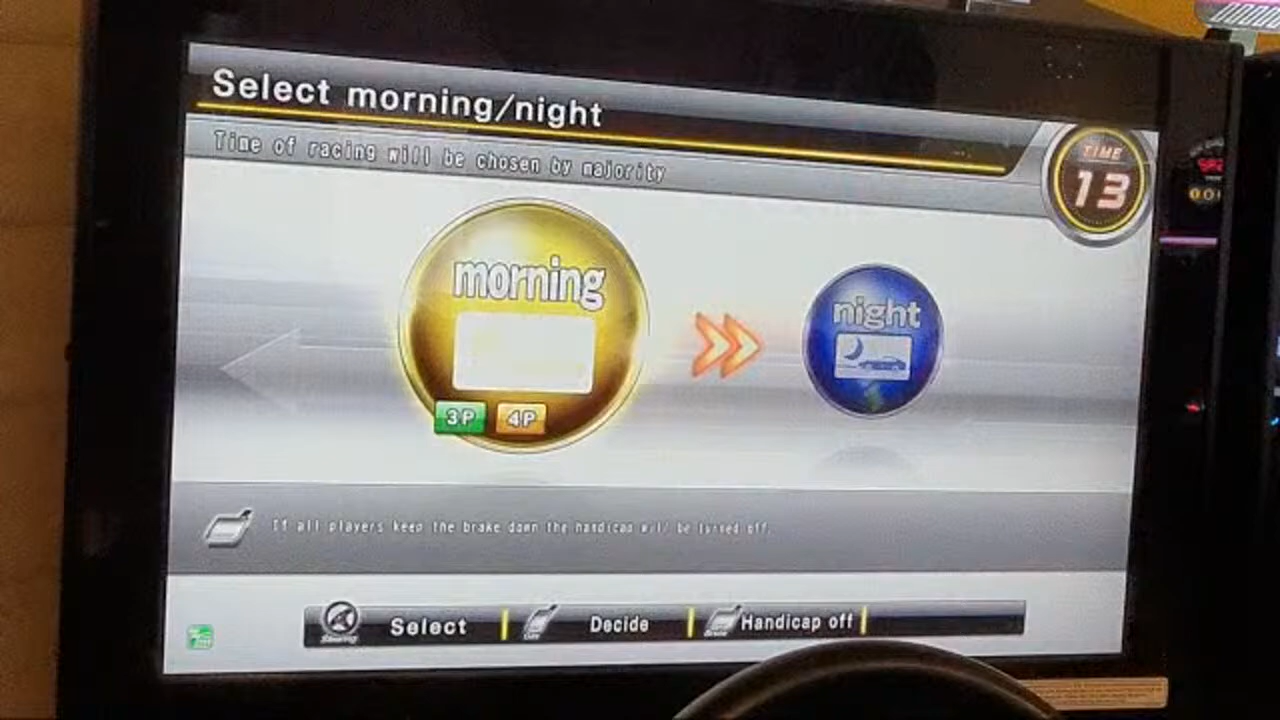 Select morning/night
Time of racing will be chosen by majority
TIME
13
morning
night
3P 4P
If all players keep the brake down the handicap will be turned off.
Select Decide Handicap off